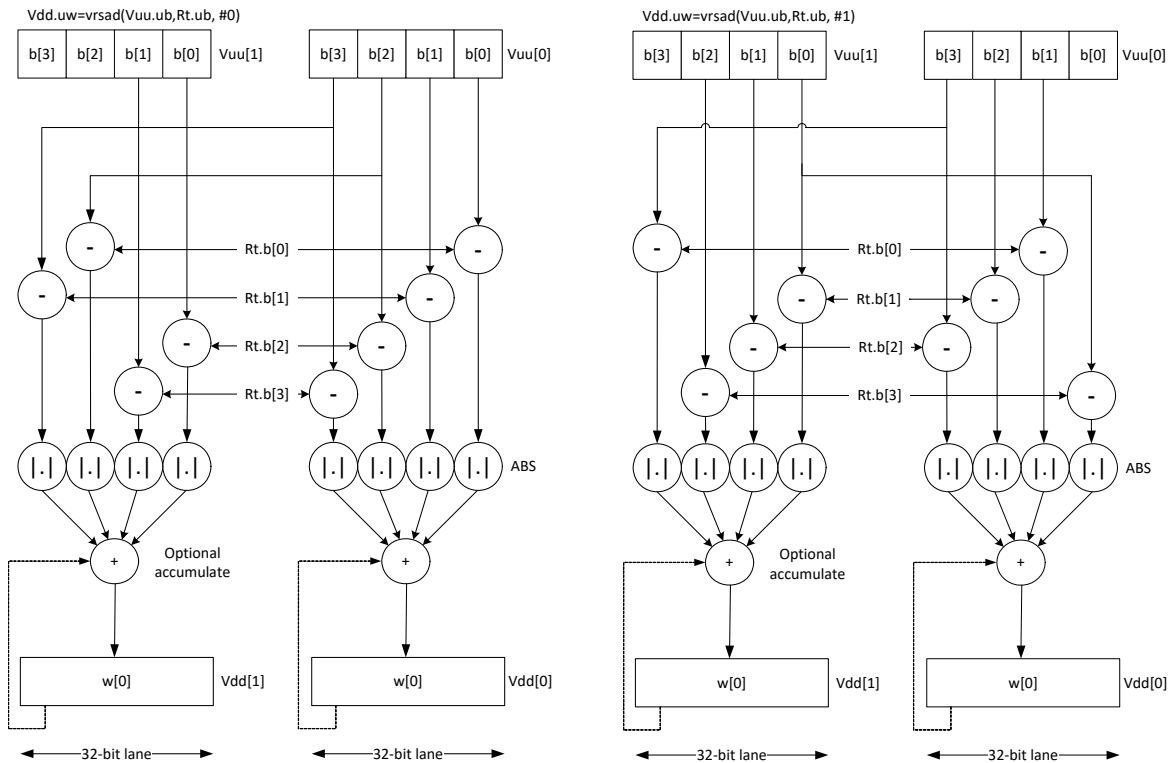 Vdd.uw=vrsad(Vuu.ub,Rt.ub, #0)
b[3] b[2] b[1] b[0] Vuu[1] b[3] b[2] b[1] b[0] Vuu[0]
- Rt.b[0] -
- Rt.b[1] -
- Rt.b[2] -
- Rt.b[3] -
|.| |.| |.| |.| |.| |.| |.| |.| ABS
+ Optional +
accumulate
w[0] Vdd[1] w[0] Vdd[0]
32-bit lane 32-bit lane
Vdd.uw=vrsad(Vuu.ub,Rt.ub, #1)
b[3] b[2] b[1] b[0] Vuu[1] b[3] b[2] b[1] b[0] Vuu[0]
- Rt.b[0] -
- Rt.b[1] -
- Rt.b[2] -
- Rt.b[3] -
|.| |.| |.| |.| |.| |.| |.| |.| ABS
+ Optional +
accumulate
w[0] Vdd[1] w[0] Vdd[0]
32-bit lane 32-bit lane